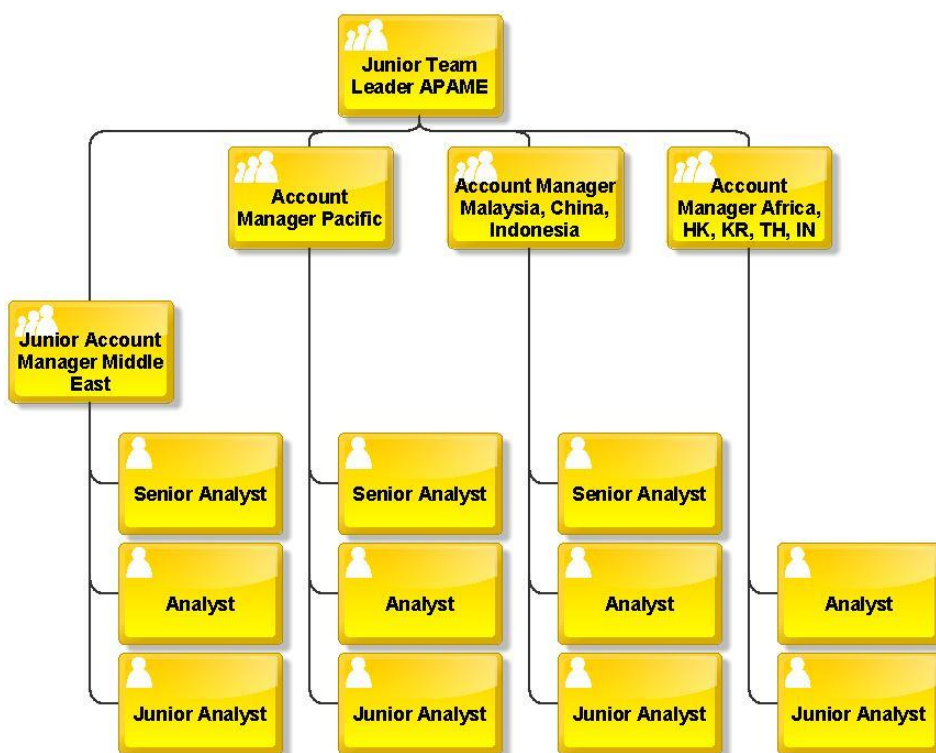 Junior Team
Leader APAME
Account
Manager Pacific
Account Manager
Malaysia, China,
Indonesia
Account
Manager Africa,
HK, KR, TH, IN
Junior Account
Manager Middle
East
Senior Analyst
Senior Analyst
Senior Analyst
Analyst
Analyst
Analyst
Analyst
Junior Analyst
Junior Analyst
Junior Analyst
Junior Analyst